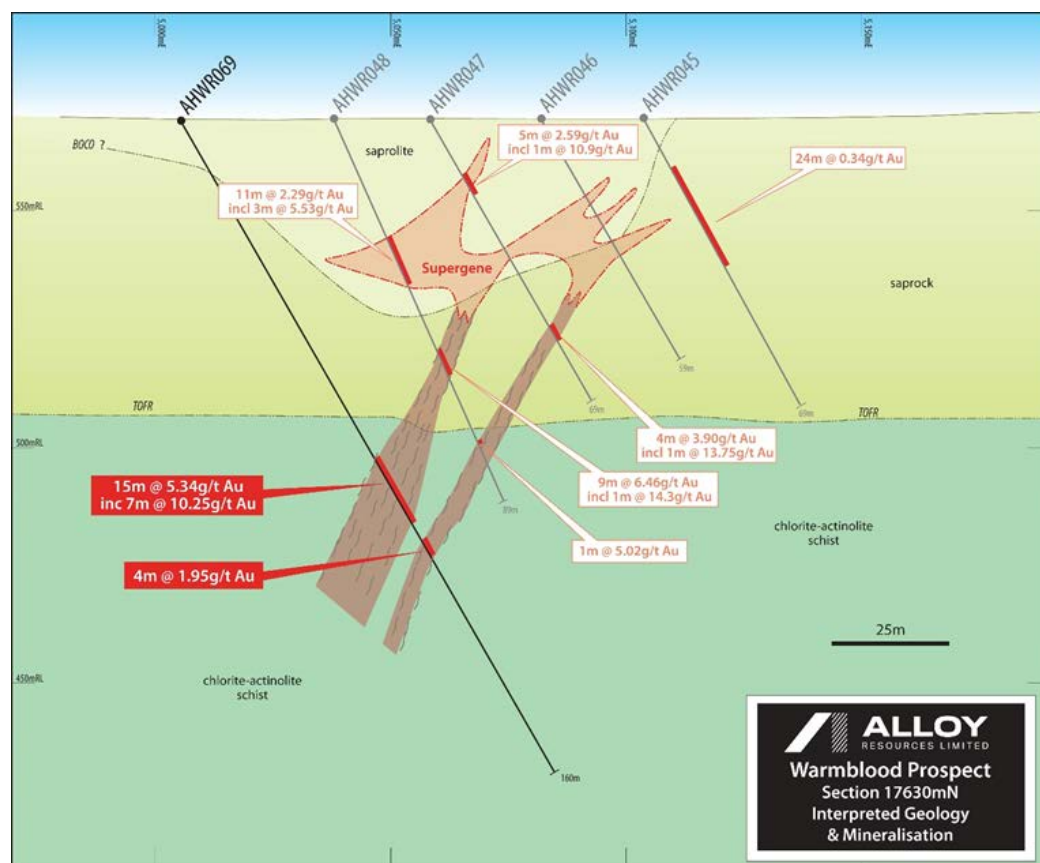 5,000mE
5,050mE
5,100mE
5,150mE
AHWR069
AHWR048
AHWR047
AHWR046
AHWR045
BOCO ?
saprolite
5m @ 2.59g/t Au
incl 1m @ 10.9g/t Au
24m @ 0.34g/t Au
11m @ 2.29g/t Au
incl 3m @ 5.53g/t Au
550mRL
Supergene
saprock
59m
69m
69m
TOFR
TOFR
500mRL
4m @ 3.90g/t Au
incl 1m @ 13.75g/t Au
15m @ 5.34g/t Au
inc 7m @ 10.25g/t Au
9m @ 6.46g/t Au
incl 1m @ 14.3g/t Au
89m
chlorite-actinolite
schist
1m @ 5.02g/t Au
4m @ 1.95g/t Au
25m
chlorite-actinolite
schist
450mRL
160m
ALLOY
RESOURCES LIMITED
Warmblood Prospect
Section 17630mN
Interpreted Geology
& Mineralisation